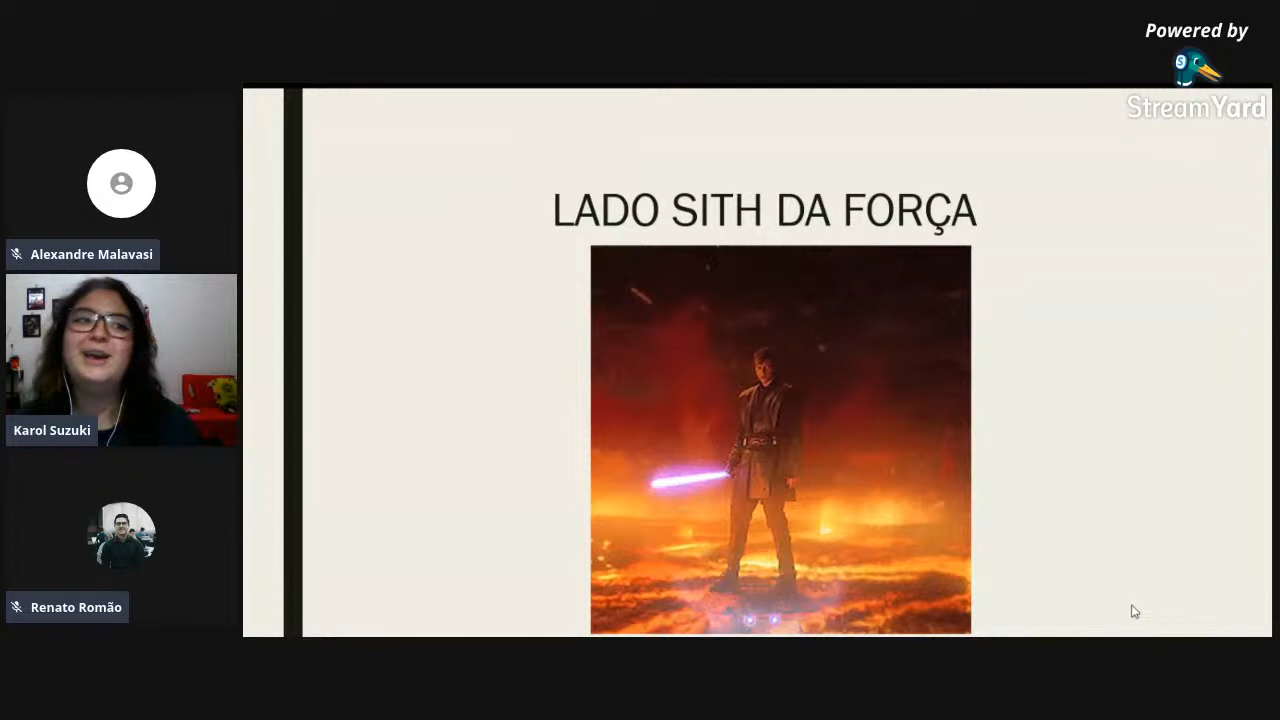 Powered by
StreamYard
LADO SITH DA FORÇA
Alexandre Malavasi
Karol Suzuki
Renato Romão